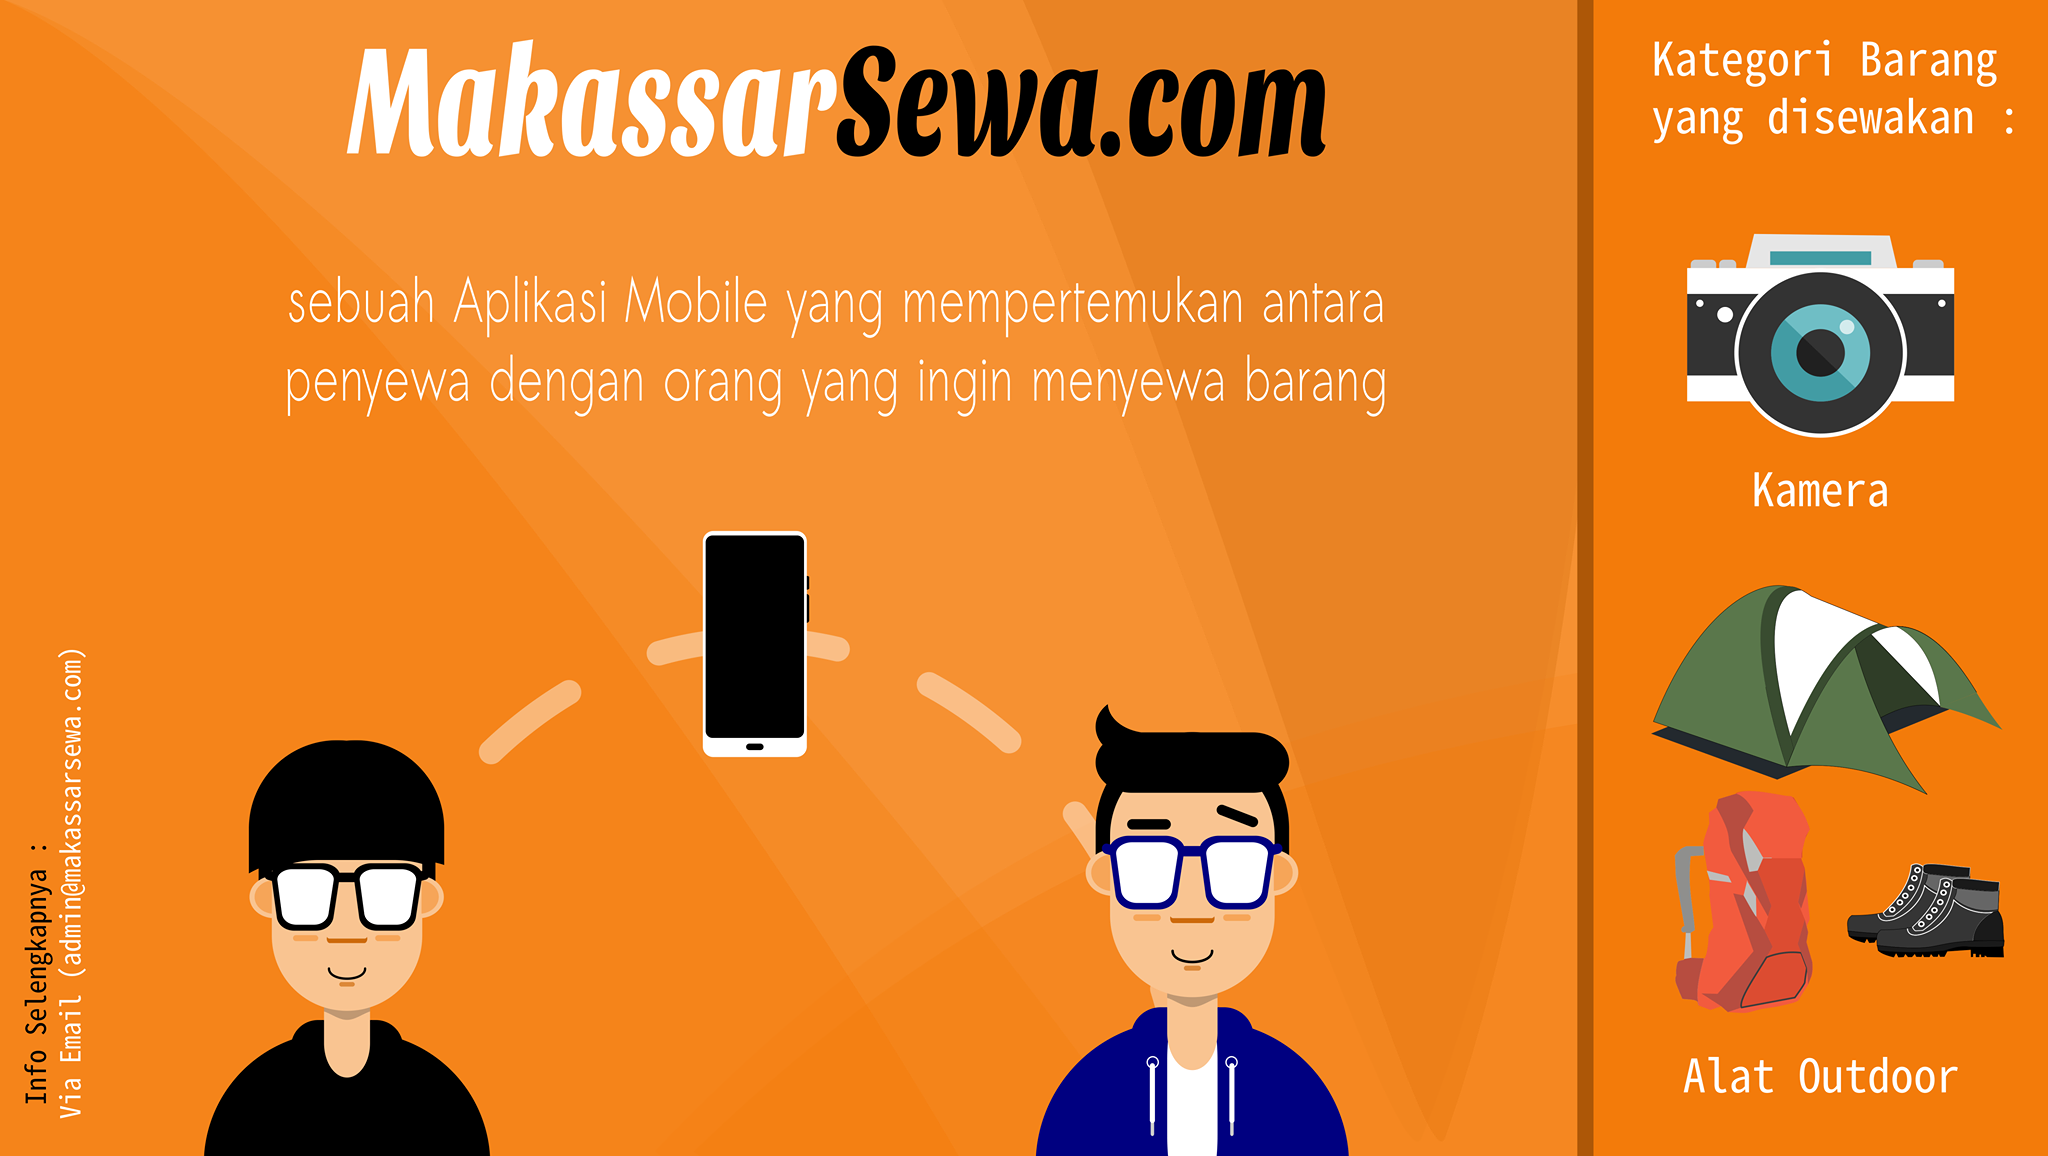 MakassarSewa.com
sebuah Aplikasi Mobile yang mempertemukan antara
penyewa dengan orang yang ingin menyewa barang
Info Selengkapnya :
Via Email (admin@makassarsewa.com)
Kategori Barang
yang disewakan :
Kamera
Alat Outdoor